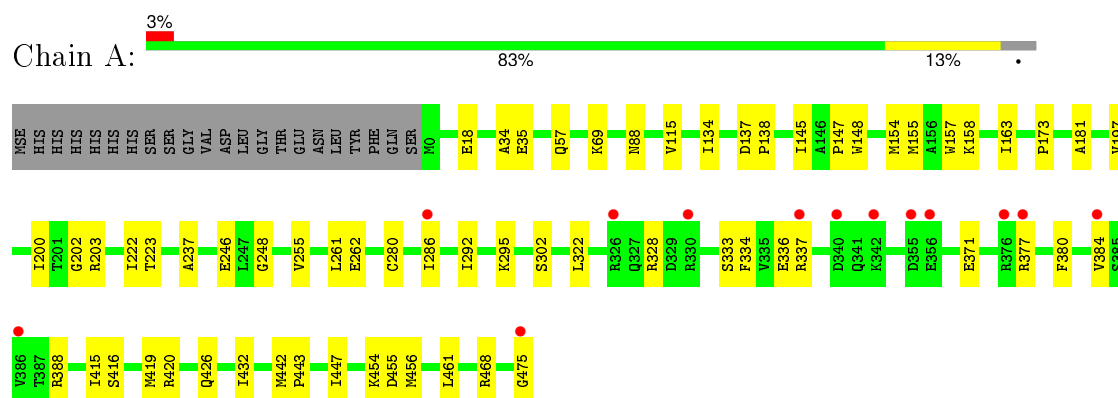 3%
Chain A:
83% 13% •
MSE HIS HIS HIS HIS HIS HIS SER SER GLY VAL ASP LEU GLY THR GLU ASN LEU TYR PHE GLN SER M0 E18 A34 E35 Q57 K69 N88 V115 I134 D137 P138 I145 A146 P147 W148 M154 M155 A156 W157 K158 I163 P173 A181 V197
I200 T201 G202 R203 I222 T223 A237 E246 L247 G248 V255 L261 E262 C280 I286 I292 K295 S302 L322 R326 Q327 R328 D329 R330 S333 F334 V335 E336 R337 D340 Q341 K342 D355 E356 E371 R376 R377 F380 V384 S385
V386 T387 R388 I415 S416 M419 R420 Q426 I432 M442 P443 I447 K454 D455 M456 L461 R468 G475